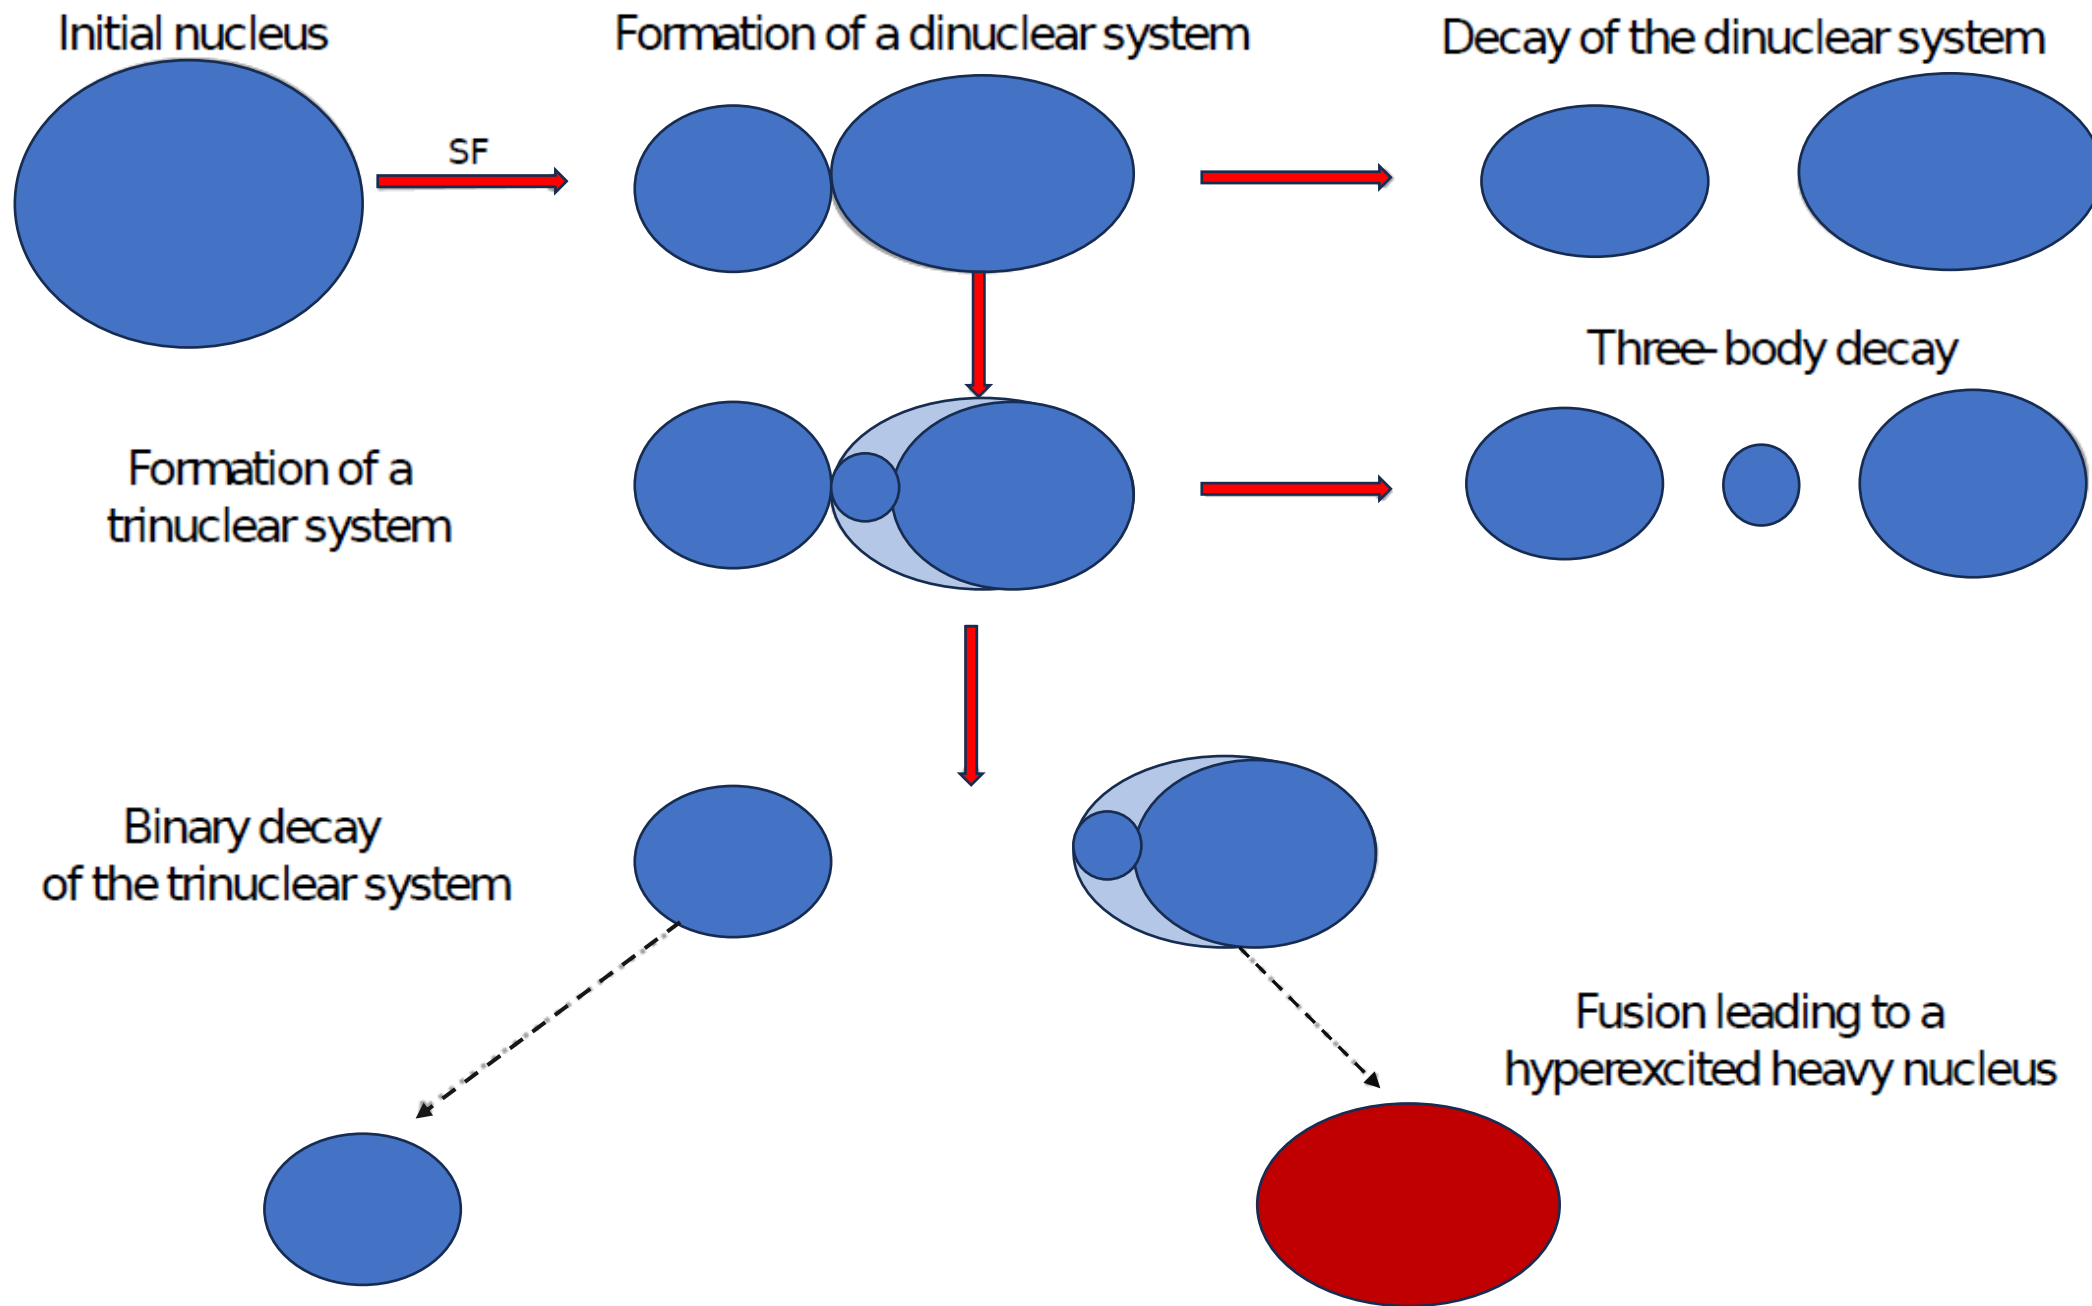 Initial nucleus
Formation of a dinuclear system
Decay of the dinuclear system
SF
Three-body decay
Formation of a
trinuclear system
Binary decay
of the trinuclear system
Fusion leading to a
hyperexcited heavy nucleus